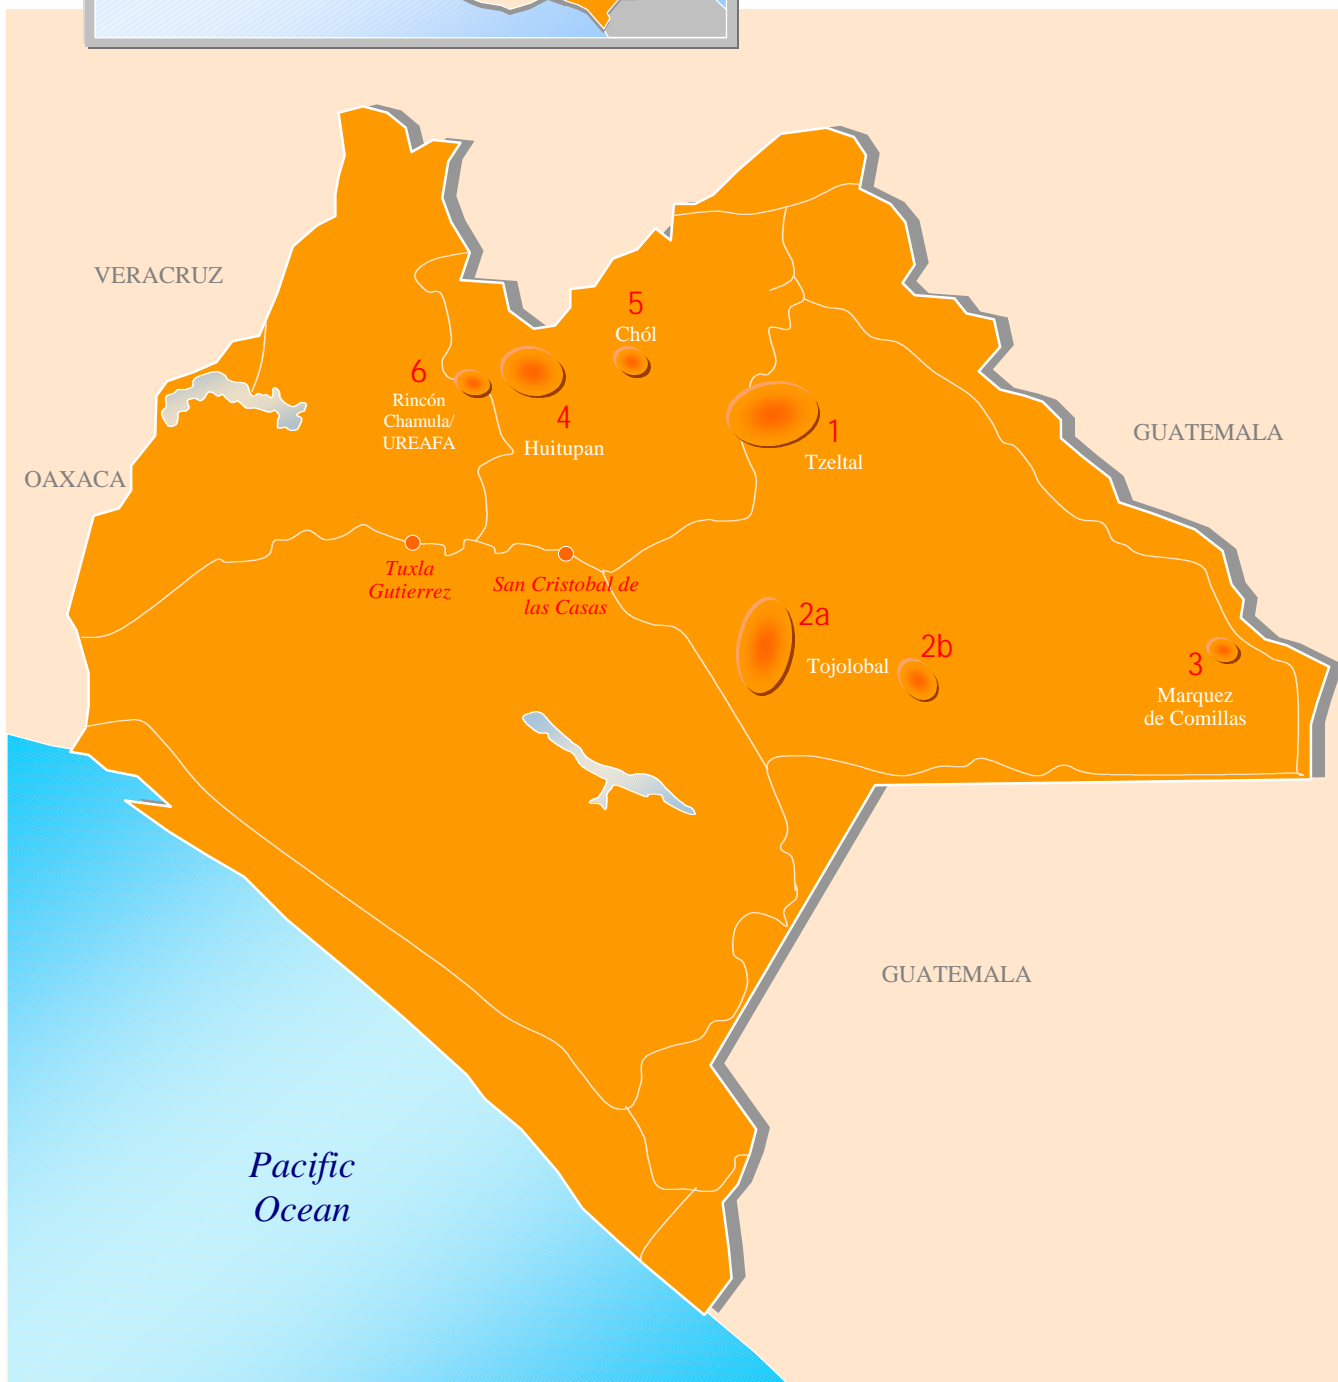 VERACRUZ
5
Chól
6
Rincón
Chamula/
UREAFA
4
Huitupan
1
Tzeltal
GUATEMALA
OAXACA
Tuxla
Gutierrez
San Cristobal de
las Casas
2a
Tojolobal
2b
3
Marquez
de Comillas
GUATEMALA
Pacific
Ocean